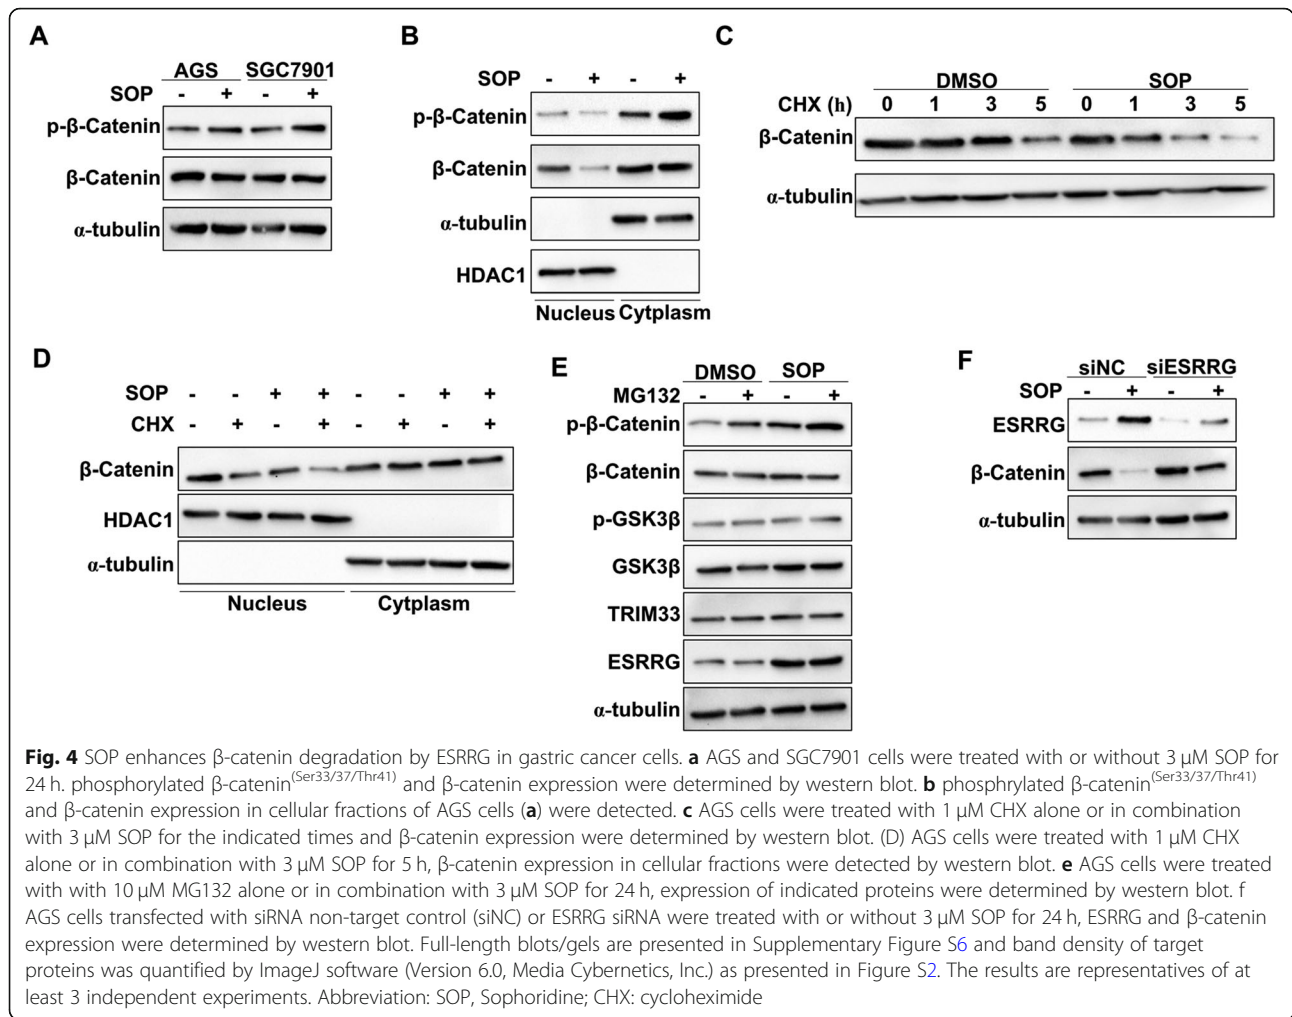 A
AGS SGC7901
SOP - + - +
p-β-Catenin
β-Catenin
α-tubulin
B
SOP - + - +
p-β-Catenin
β-Catenin
α-tubulin
HDAC1
Nucleus Cytplasm
C
DMSO SOP
CHX (h) 0 1 3 5 0 1 3 5
β-Catenin
α-tubulin
D
SOP - - + + - - + +
CHX - + - + - + - +
β-Catenin
HDAC1
α-tubulin
Nucleus Cytplasm
E
DMSO SOP
MG132 - + - +
p-β-Catenin
β-Catenin
p-GSK3β
GSK3β
TRIM33
ESRRG
α-tubulin
F
siNC siESRRG
SOP - + - +
ESRRG
β-Catenin
α-tubulin
Fig. 4 SOP enhances β-catenin degradation by ESRRG in gastric cancer cells. a AGS and SGC7901 cells were treated with or without 3 μM SOP for
24 h. phosphorylated β-catenin(Ser33/37/Thr41) and β-catenin expression were determined by western blot. b phosphrylated β-catenin(Ser33/37/Thr41)
and β-catenin expression in cellular fractions of AGS cells (a) were detected. c AGS cells were treated with 1 μM CHX alone or in combination
with 3 μM SOP for the indicated times and β-catenin expression were determined by western blot. (D) AGS cells were treated with 1 μM CHX
alone or in combination with 3 μM SOP for 5 h, β-catenin expression in cellular fractions were detected by western blot. e AGS cells were treated
with with 10 μM MG132 alone or in combination with 3 μM SOP for 24 h, expression of indicated proteins were determined by western blot. f
AGS cells transfected with siRNA non-target control (siNC) or ESRRG siRNA were treated with or without 3 μM SOP for 24 h, ESRRG and β-catenin
expression were determined by western blot. Full-length blots/gels are presented in Supplementary Figure S6 and band density of target
proteins was quantified by ImageJ software (Version 6.0, Media Cybernetics, Inc.) as presented in Figure S2. The results are representatives of at
least 3 independent experiments. Abbreviation: SOP, Sophoridine; CHX: cycloheximide